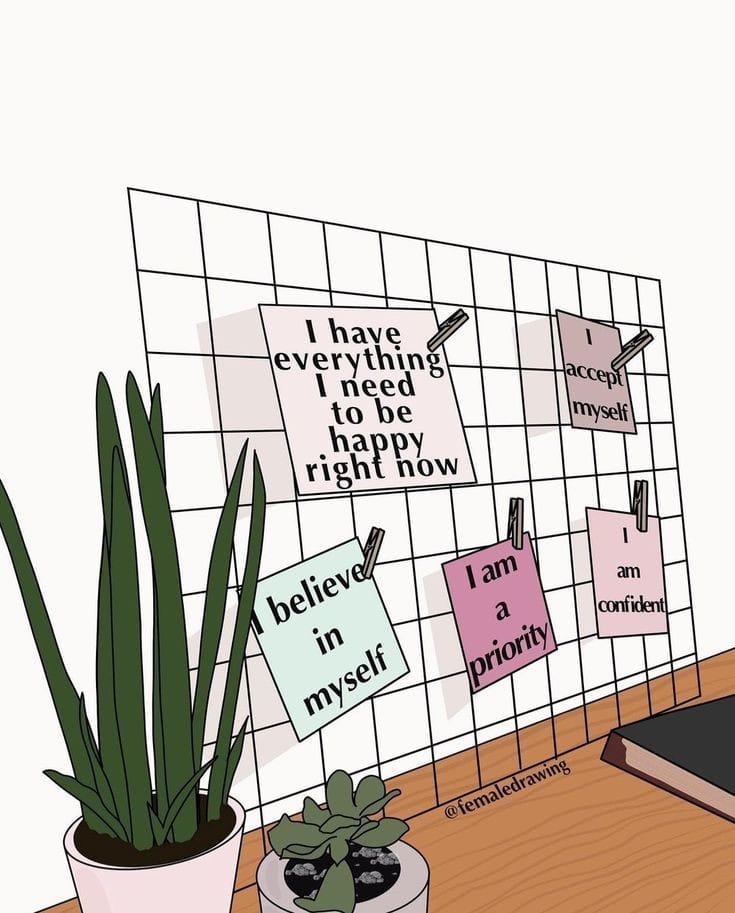 I have
everything
I need
to be
happy
right now
I
accept
myself
I believe
in
myself
I am
a
priority
I
am
confident
@femaledrawing